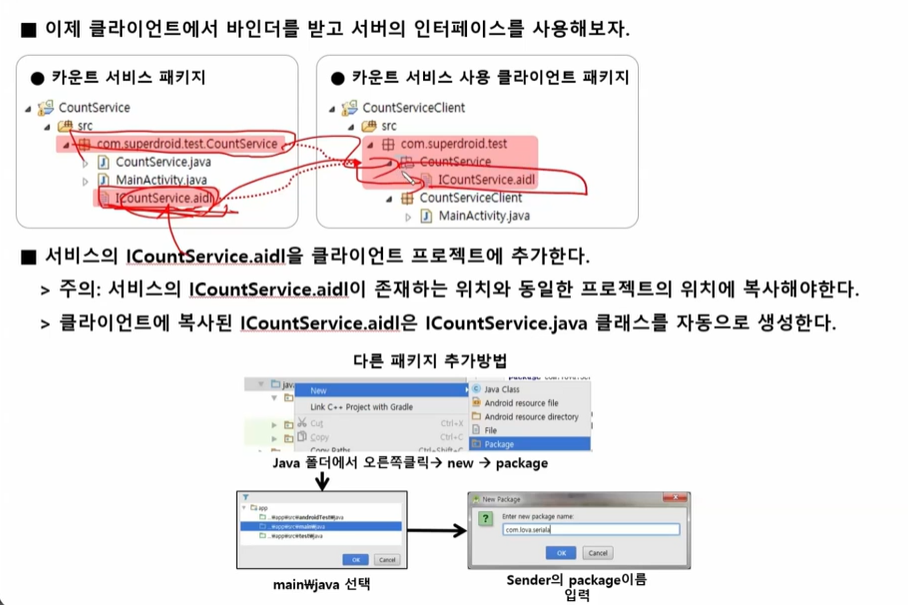 ■ 이제 클라이언트에서 바인더를 받고 서버의 인터페이스를 사용해보자.
● 카운트 서비스 패키지
CountService
src
com.superdroid.test.CountService
CountService.java
MainActivity.java
ICountService.aidl
● 카운트 서비스 사용 클라이언트 패키지
CountServiceClient
src
com.superdroid.test
CountService
ICountService.aidl
CountServiceClient
MainActivity.java
■ 서비스의 ICountService.aidl을 클라이언트 프로젝트에 추가한다.
> 주의: 서비스의 ICountService.aidl이 존재하는 위치와 동일한 프로젝트의 위치에 복사해야한다.
> 클라이언트에 복사된 ICountService.aidl은 ICountService.java 클래스를 자동으로 생성한다.
다른 패키지 추가방법
java
New
Link C++ Project with Gradle
Cut Ctrl+X
Copy Ctrl+C
Copy Paths Ctrl+Shift+C
Java Class
Android resource file
Android resource directory
File
Package
Java 폴더에서 오른쪽클릭→ new → package
app
..₩app₩src₩androidTest₩java
..₩app₩src₩main₩java
..₩app₩src₩test₩java
OK Cancel
main₩java 선택
New Package
Enter new package name:
com.lova.seriala
OK Cancel
Sender의 package이름
입력